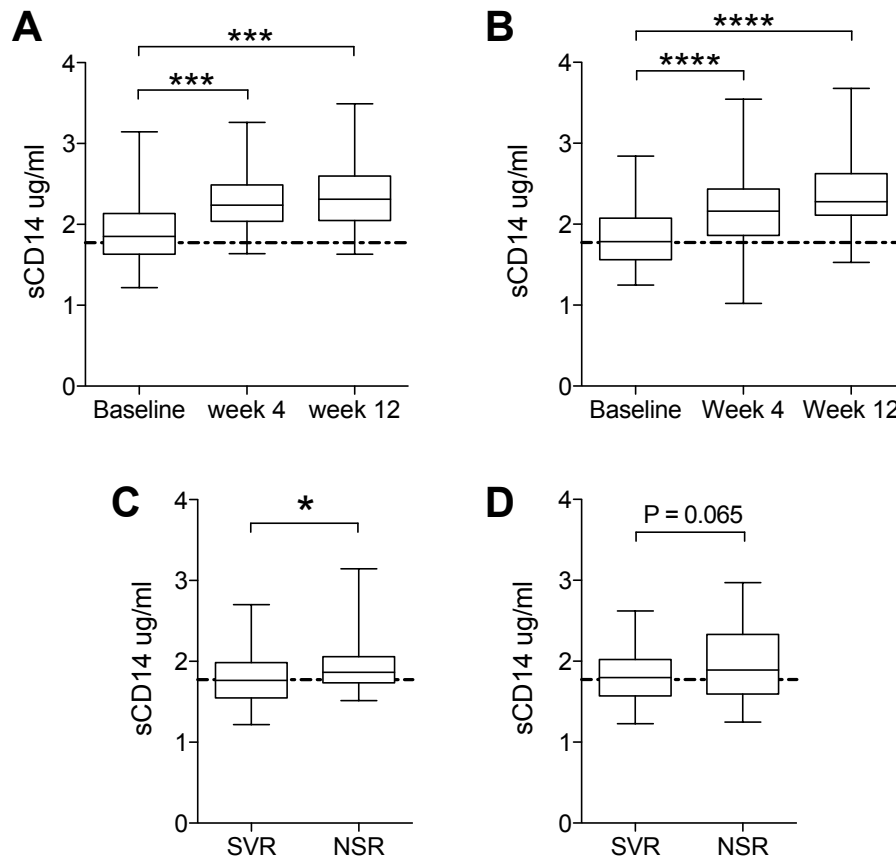 A
***
***
4
3
2
1
0
sCD14 ug/ml
Baseline week 4 week 12
B
****
****
4
3
2
1
0
sCD14 ug/ml
Baseline Week 4 Week 12
C
*
4
3
2
1
0
sCD14 ug/ml
SVR NSR
D
P = 0.065
4
3
2
1
0
sCD14 ug/ml
SVR NSR